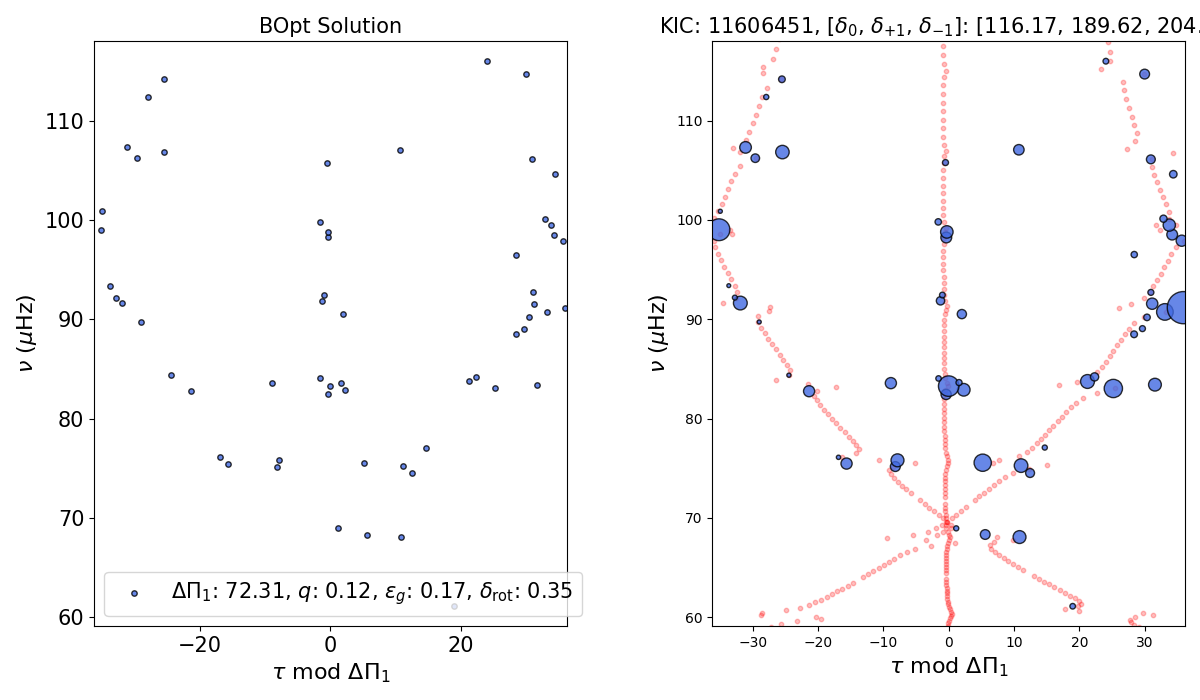 BOpt Solution
ν (μHz)
110
100
90
80
70
60
ΔΠ₁: 72.31, q: 0.12, ε_g: 0.17, δ_rot: 0.35
−20 0 20
τ mod ΔΠ₁
KIC: 11606451, [δ₀, δ₊₁, δ₋₁]: [116.17, 189.62, 204.
ν (μHz)
110
100
90
80
70
60
−30 −20 −10 0 10 20 30
τ mod ΔΠ₁